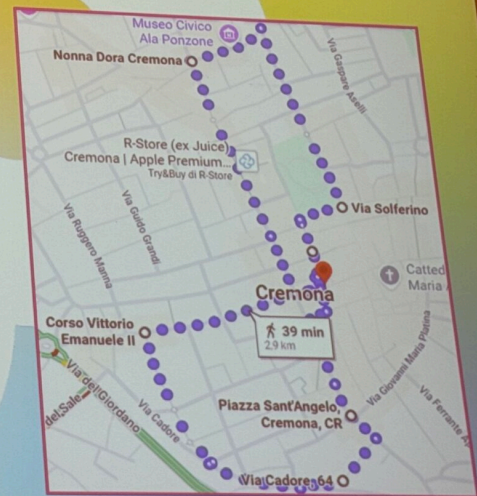 Museo Civico
Ala Ponzone
Nonna Dora Cremona
Via Gaspare Aselli
R-Store (ex Juice)
Cremona | Apple Premium...
Try&Buy di R-Store
Via Guido Grandi
Via Ruggero Manna
Via Solferino
Catted
Maria
Cremona
Corso Vittorio
Emanuele II
39 min
2,9 km
Via dell'Giordano
del Sale
Via Cadore
Piazza Sant'Angelo,
Cremona, CR
Via Giovanni Maria Platina
Via Ferrante A
Via Cadore, 64